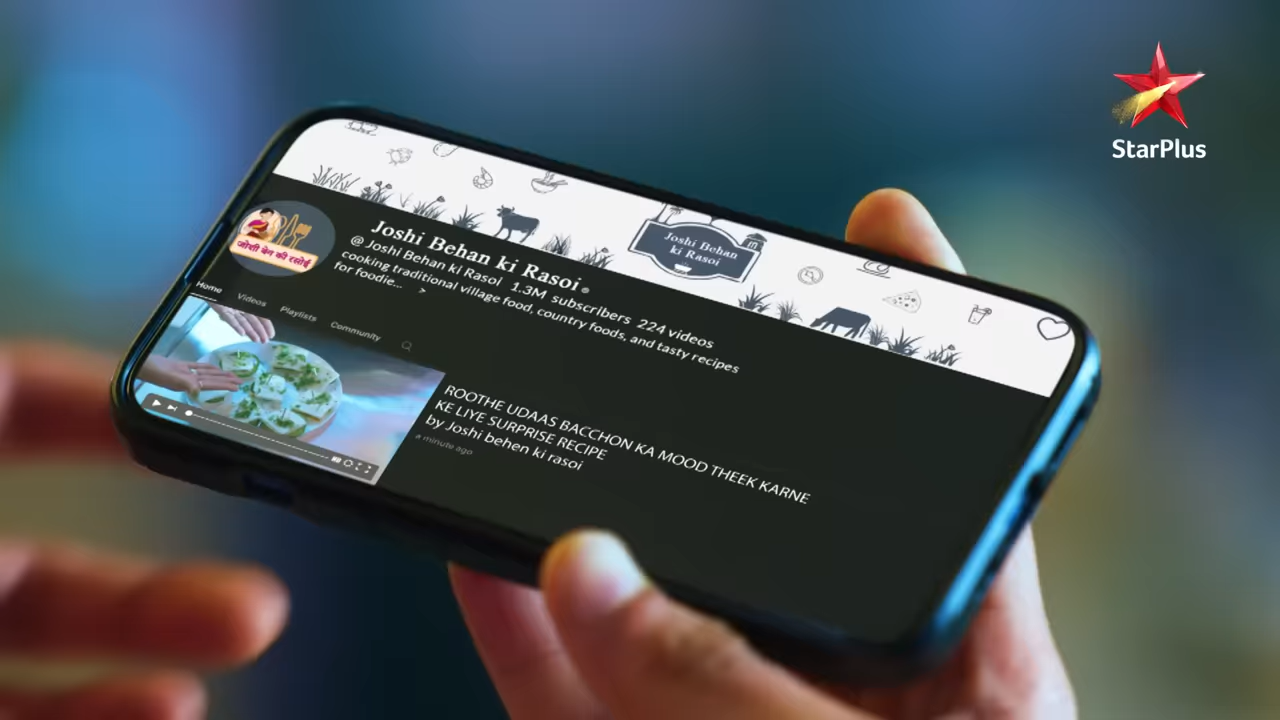 StarPlus
Joshi Behan
ki Rasoi
जोशी बेन की रसोई
Joshi Behan ki Rasoi
@ Joshi Behan ki Rasoi 1.3M subscribers 224 videos
cooking traditional village food, country foods, and tasty recipes
for foodie... >
Home Videos Playlists Community
ROOTHE UDAAS BACCHON KA MOOD THEEK KARNE
KE LIYE SURPRISE RECIPE
by Joshi behen ki rasoi
a minute ago